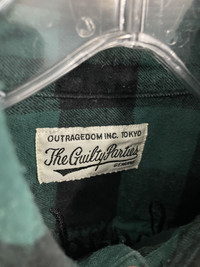 OUTRAGEDOM INC. TOKYO
The Guilty Parties